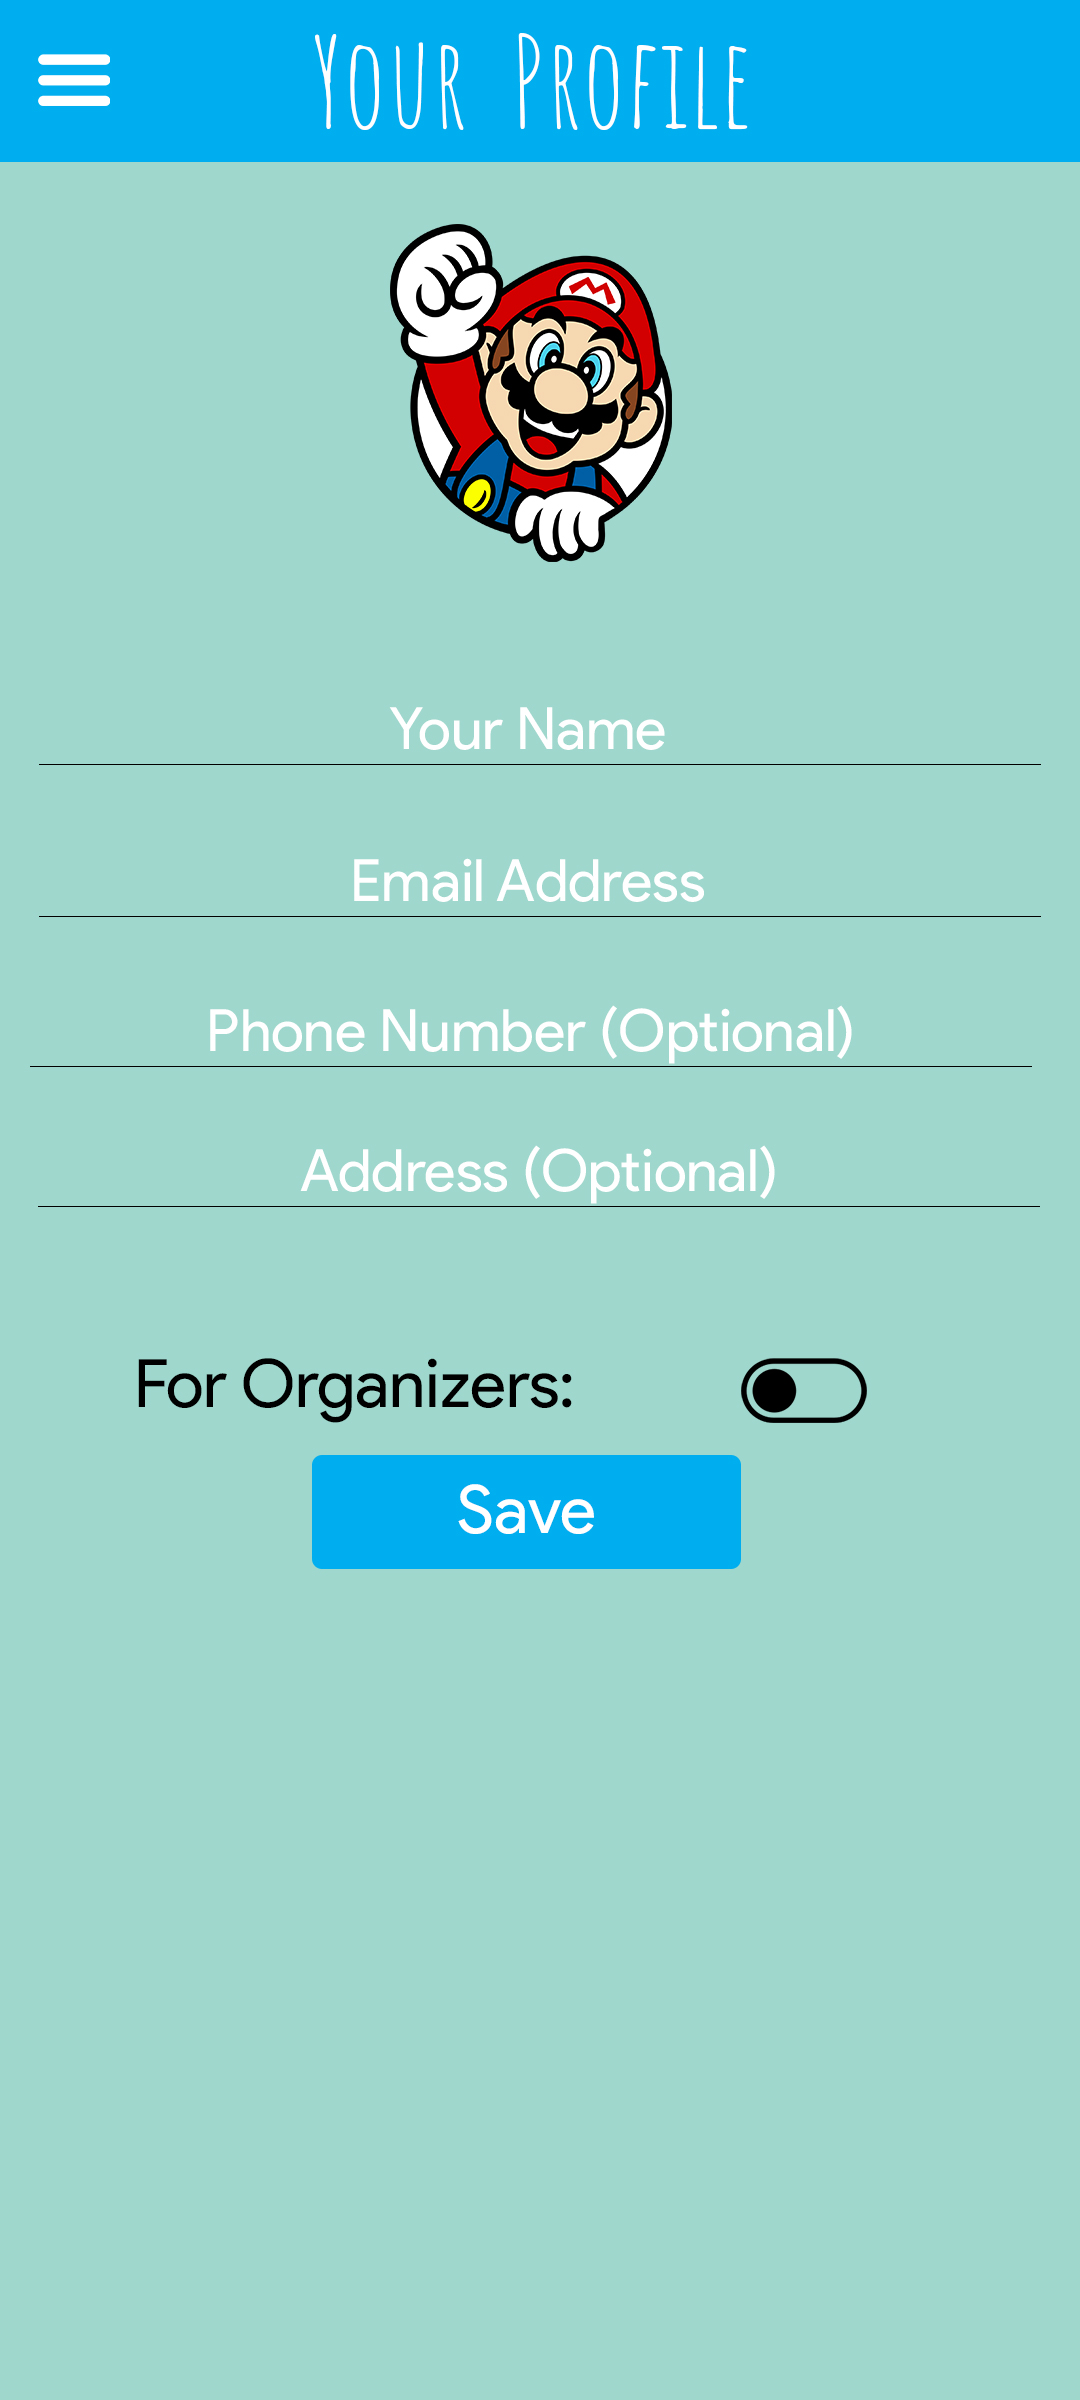 Your Profile
M
Your Name
Email Address
Phone Number (Optional)
Address (Optional)
For Organizers:
Save